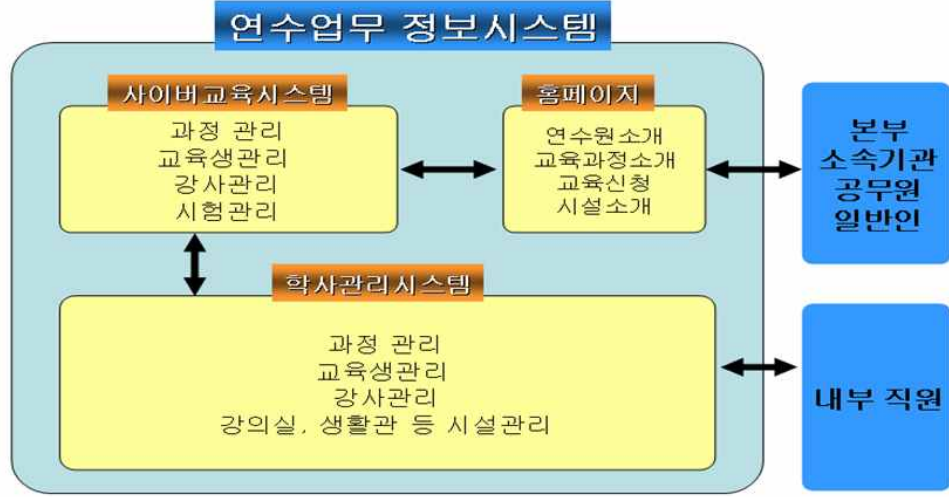 연수업무 정보시스템
사이버교육시스템
과정 관리
교육생관리
강사관리
시험관리
홈페이지
연수원소개
교육과정소개
교육신청
시설소개
본부
소속기관
공무원
일반인
학사관리시스템
과정 관리
교육생관리
강사관리
강의실, 생활관 등 시설관리
내부 직원